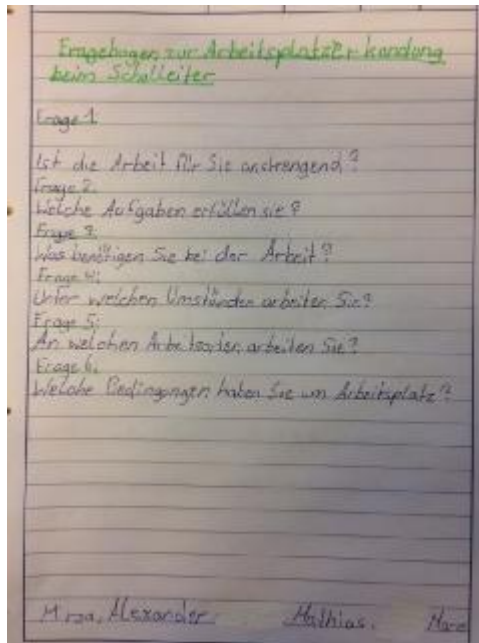 Fragebogen zur Arbeitsplatzerkundung
beim Schulleiter
Frage 1
Ist die Arbeit für Sie anstrengend?
Frage 2:
Welche Aufgaben erfüllen sie?
Frage 3:
Was benötigen Sie bei der Arbeit?
Frage 4:
Unter welchen Umständen arbeiten Sie?
Frage 5:
An welchen Arbeitsorten arbeiten Sie?
Frage 6:
Welche Bedingungen haben Sie um Arbeitsplatz?
Alexander Mathias.